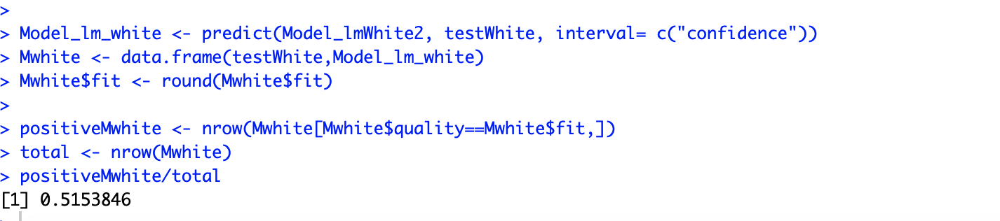 >
> Model_lm_white <- predict(Model_lmWhite2, testWhite, interval= c("confidence"))
> Mwhite <- data.frame(testWhite,Model_lm_white)
> Mwhite$fit <- round(Mwhite$fit)
>
> positiveMwhite <- nrow(Mwhite[Mwhite$quality==Mwhite$fit,])
> total <- nrow(Mwhite)
> positiveMwhite/total
[1] 0.5153846